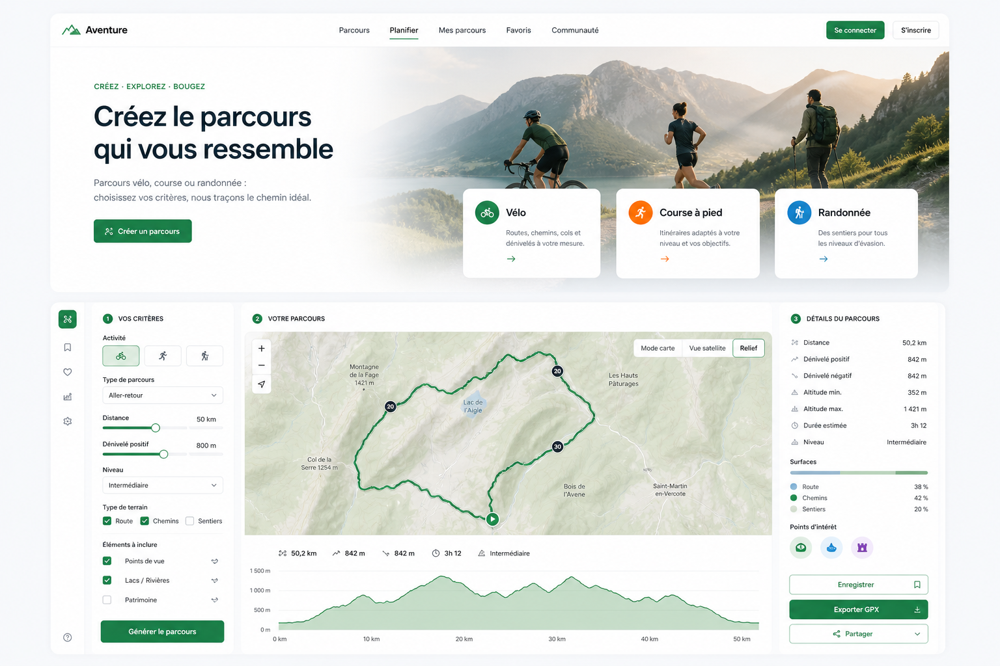 Aventure
Parcours
Planifier
Mes parcours
Favoris
Communauté
Se connecter
S'inscrire
CRÉEZ · EXPLOREZ · BOUGEZ
Créez le parcours
qui vous ressemble
Parcours vélo, course ou randonnée :
choisissez vos critères, nous traçons le chemin idéal.
Créer un parcours
Vélo
Routes, chemins, cols et
dénivelés à votre mesure.
Course à pied
Itinéraires adaptés à votre
niveau et vos objectifs.
Randonnée
Des sentiers pour tous
les niveaux d'évasion.
1 VOS CRITÈRES
Activité
Type de parcours
Aller-retour
Distance
50 km
Dénivelé positif
800 m
Niveau
Intermédiaire
Type de terrain
Route
Chemins
Sentiers
Éléments à inclure
Points de vue
Lacs / Rivières
Patrimoine
Générer le parcours
2 VOTRE PARCOURS
Mode carte
Vue satellite
Relief
Montagne
de la Fage
1421 m
20
Les Hauts
Pâturages
Lac de
l'Aigle
20
30
Col de la
Serre 1254 m
Bois de
l'Avene
Saint-Martin
en-Vercone
50,2 km
842 m
842 m
3h 12
Intermédiaire
1 500 m
1 000 m
500 m
0 m
0 km
10 km
20 km
30 km
40 km
50 km
3 DÉTAILS DU PARCOURS
Distance 50,2 km
Dénivelé positif 842 m
Dénivelé négatif 842 m
Altitude min. 352 m
Altitude max. 1 421 m
Durée estimée 3h 12
Niveau Intermédiaire
Surfaces
Route 38 %
Chemins 42 %
Sentiers 20 %
Points d'intérêt
Enregistrer
Exporter GPX
Partager